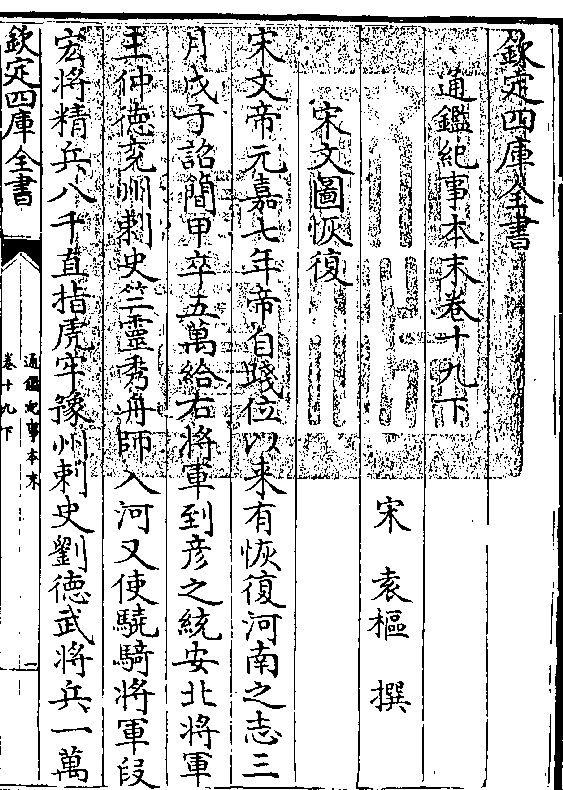 欽定四庫全書
通鑑紀事本末卷十九下
宋 袁樞 撰
宋文圖恢復
宋文帝元嘉七年帝自踐位以來有恢復河南之志三
月戊子詔簡甲卒五萬給右將軍到彦之統安北將軍
王仲德兖州刺史竺靈秀舟師入河又使驍騎將軍段
宏將精兵八千直指虎牢豫州刺史劉德武將兵一萬
欽定四庫全書
通鑑紀事本末
卷十九下